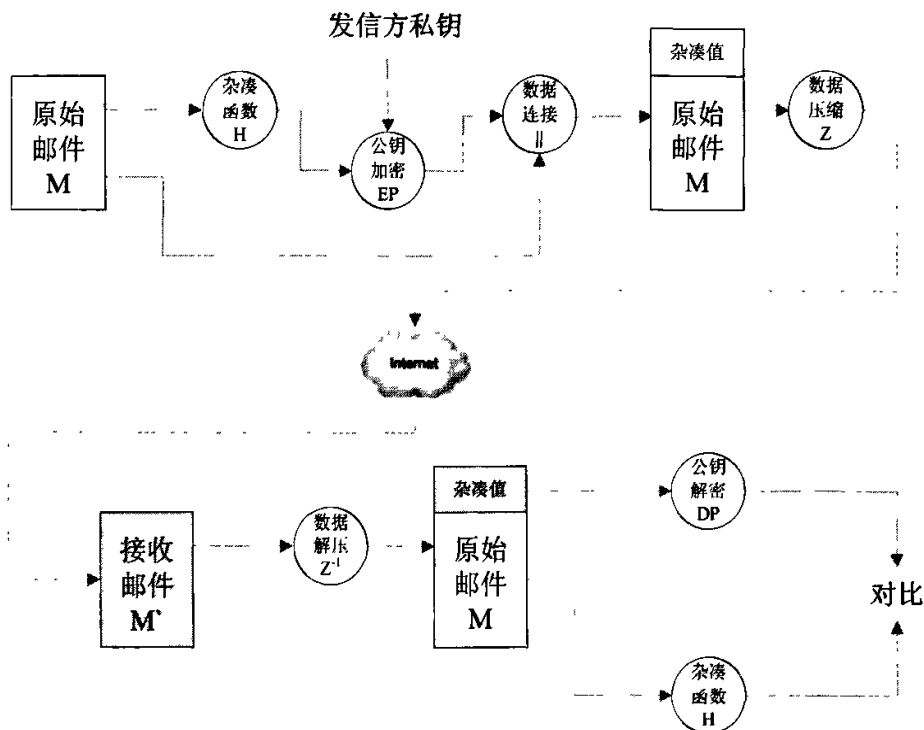 发信方私钥
原始
邮件
M
杂凑
函数
H
公钥
加密
EP
数据
连接
||
杂凑值
原始
邮件
M
数据
压缩
Z
Internet
接收
邮件
M`
数据
解压
Z⁻¹
杂凑值
原始
邮件
M
公钥
解密
DP
杂凑
函数
H
对比